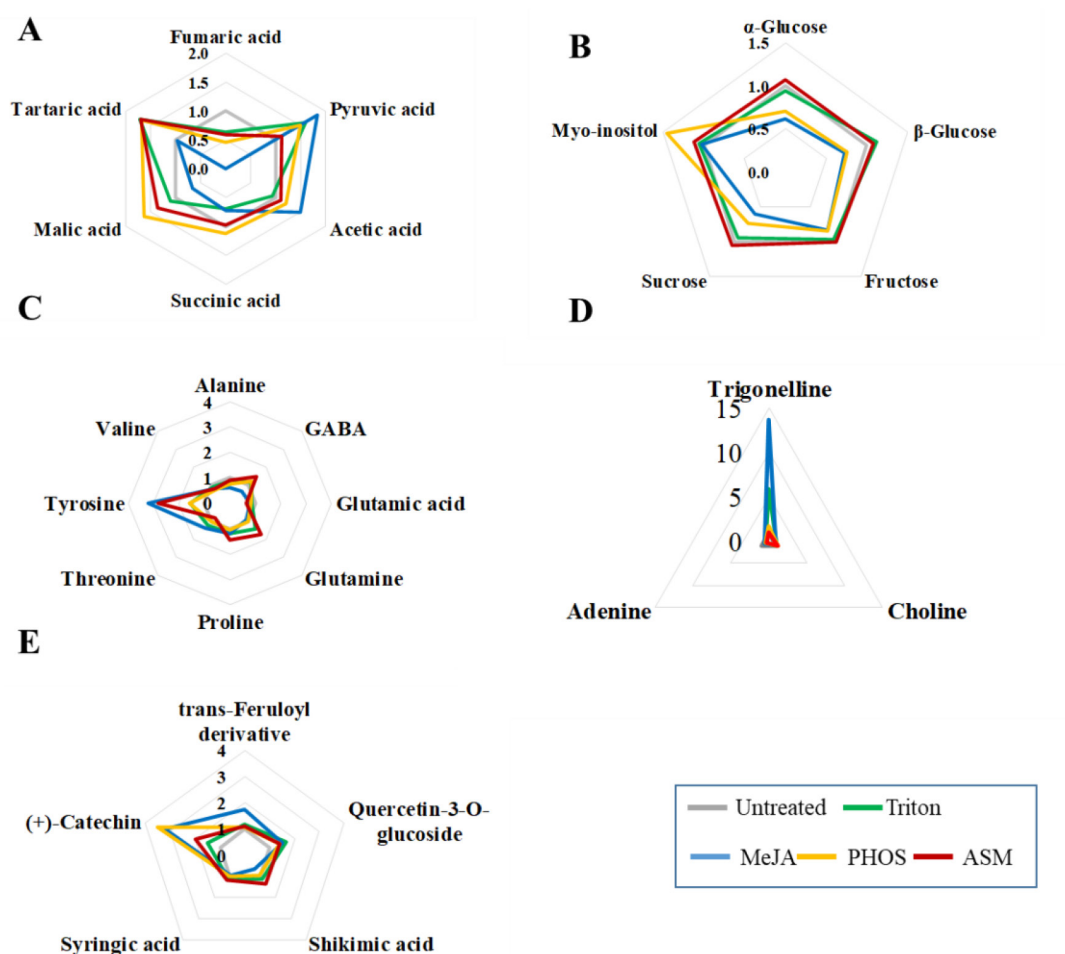 A
Fumaric acid
2.0
1.5
1.0
0.5
0.0
Tartaric acid
Pyruvic acid
Malic acid
Acetic acid
Succinic acid
B
α-Glucose
1.5
1.0
0.5
0.0
Myo-inositol
β-Glucose
Sucrose
Fructose
C
Alanine
4
3
2
1
0
Valine
GABA
Tyrosine
Glutamic acid
Threonine
Glutamine
Proline
D
Trigonelline
15
10
5
0
Adenine
Choline
E
trans-Feruloyl
derivative
4
3
2
1
0
(+)-Catechin
Quercetin-3-O-
glucoside
Syringic acid
Shikimic acid
Untreated Triton
MeJA PHOS ASM